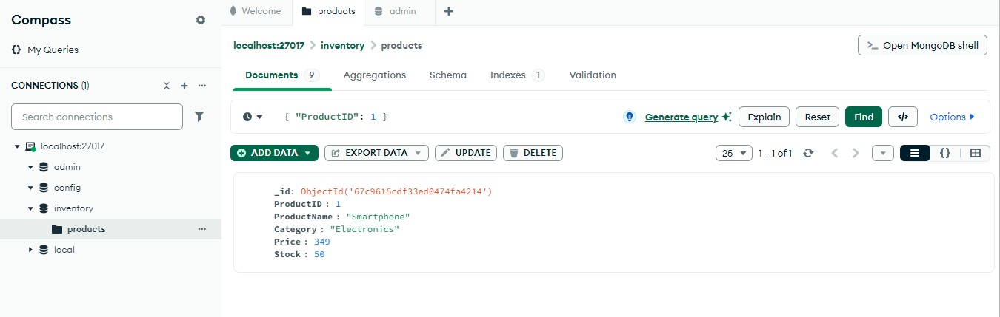 Compass
My Queries
CONNECTIONS (1)
Search connections
localhost:27017
admin
config
inventory
products
local
Welcome
products
admin
localhost:27017 > inventory > products
>_ Open MongoDB shell
Documents 9 Aggregations Schema Indexes 1 Validation
{ "ProductID": 1 }
Generate query Explain Reset Find </> Options
ADD DATA EXPORT DATA UPDATE DELETE
25 1 – 1 of 1 {}
_id: ObjectId('67c9615cdf33ed0474fa4214')
ProductID : 1
ProductName : "Smartphone"
Category : "Electronics"
Price : 349
Stock : 50